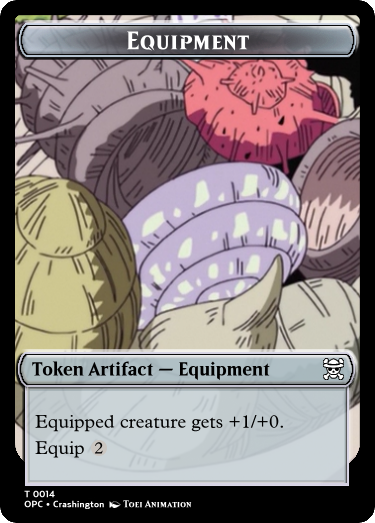 EQUIPMENT
Token Artifact — Equipment
Equipped creature gets +1/+0.
Equip 2
T 0014
OPC • Crashington TOEI ANIMATION